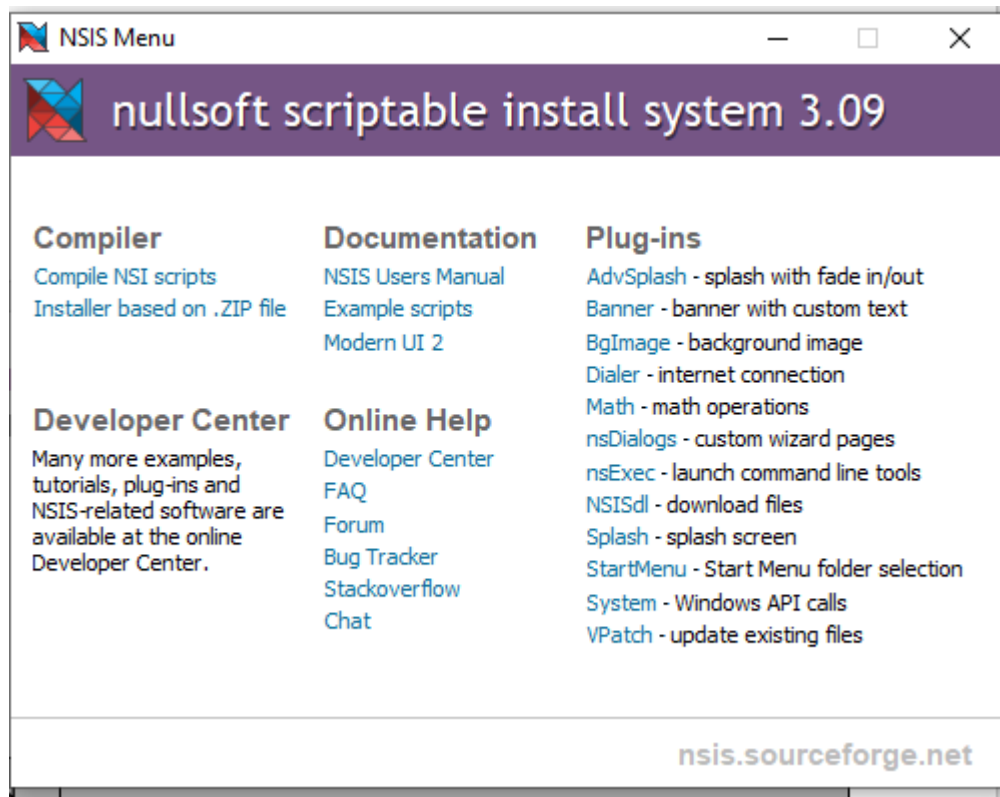 NSIS Menu
nullsoft scriptable install system 3.09
Compiler
Compile NSI scripts
Installer based on .ZIP file
Documentation
NSIS Users Manual
Example scripts
Modern UI 2
Plug-ins
AdvSplash - splash with fade in/out
Banner - banner with custom text
BgImage - background image
Dialer - internet connection
Math - math operations
nsDialogs - custom wizard pages
nsExec - launch command line tools
NSISdl - download files
Splash - splash screen
StartMenu - Start Menu folder selection
System - Windows API calls
VPatch - update existing files
Developer Center
Many more examples,
tutorials, plug-ins and
NSIS-related software are
available at the online
Developer Center.
Online Help
Developer Center
FAQ
Forum
Bug Tracker
Stackoverflow
Chat
nsis.sourceforge.net